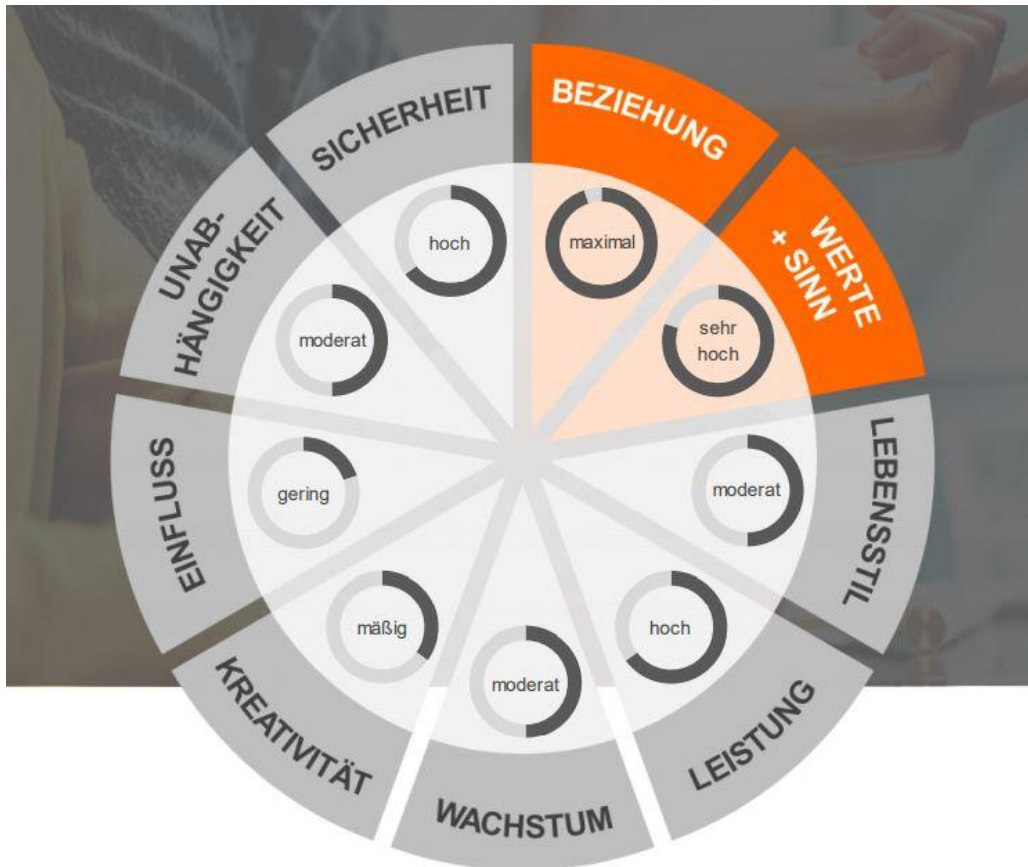 SICHERHEIT
hoch
BEZIEHUNG
maximal
WERTE
+ SINN
sehr
hoch
LEBENSSTIL
moderat
LEISTUNG
hoch
WACHSTUM
moderat
KREATIVITÄT
mäßig
EINFLUSS
gering
UNAB-
HÄNGIGKEIT
moderat